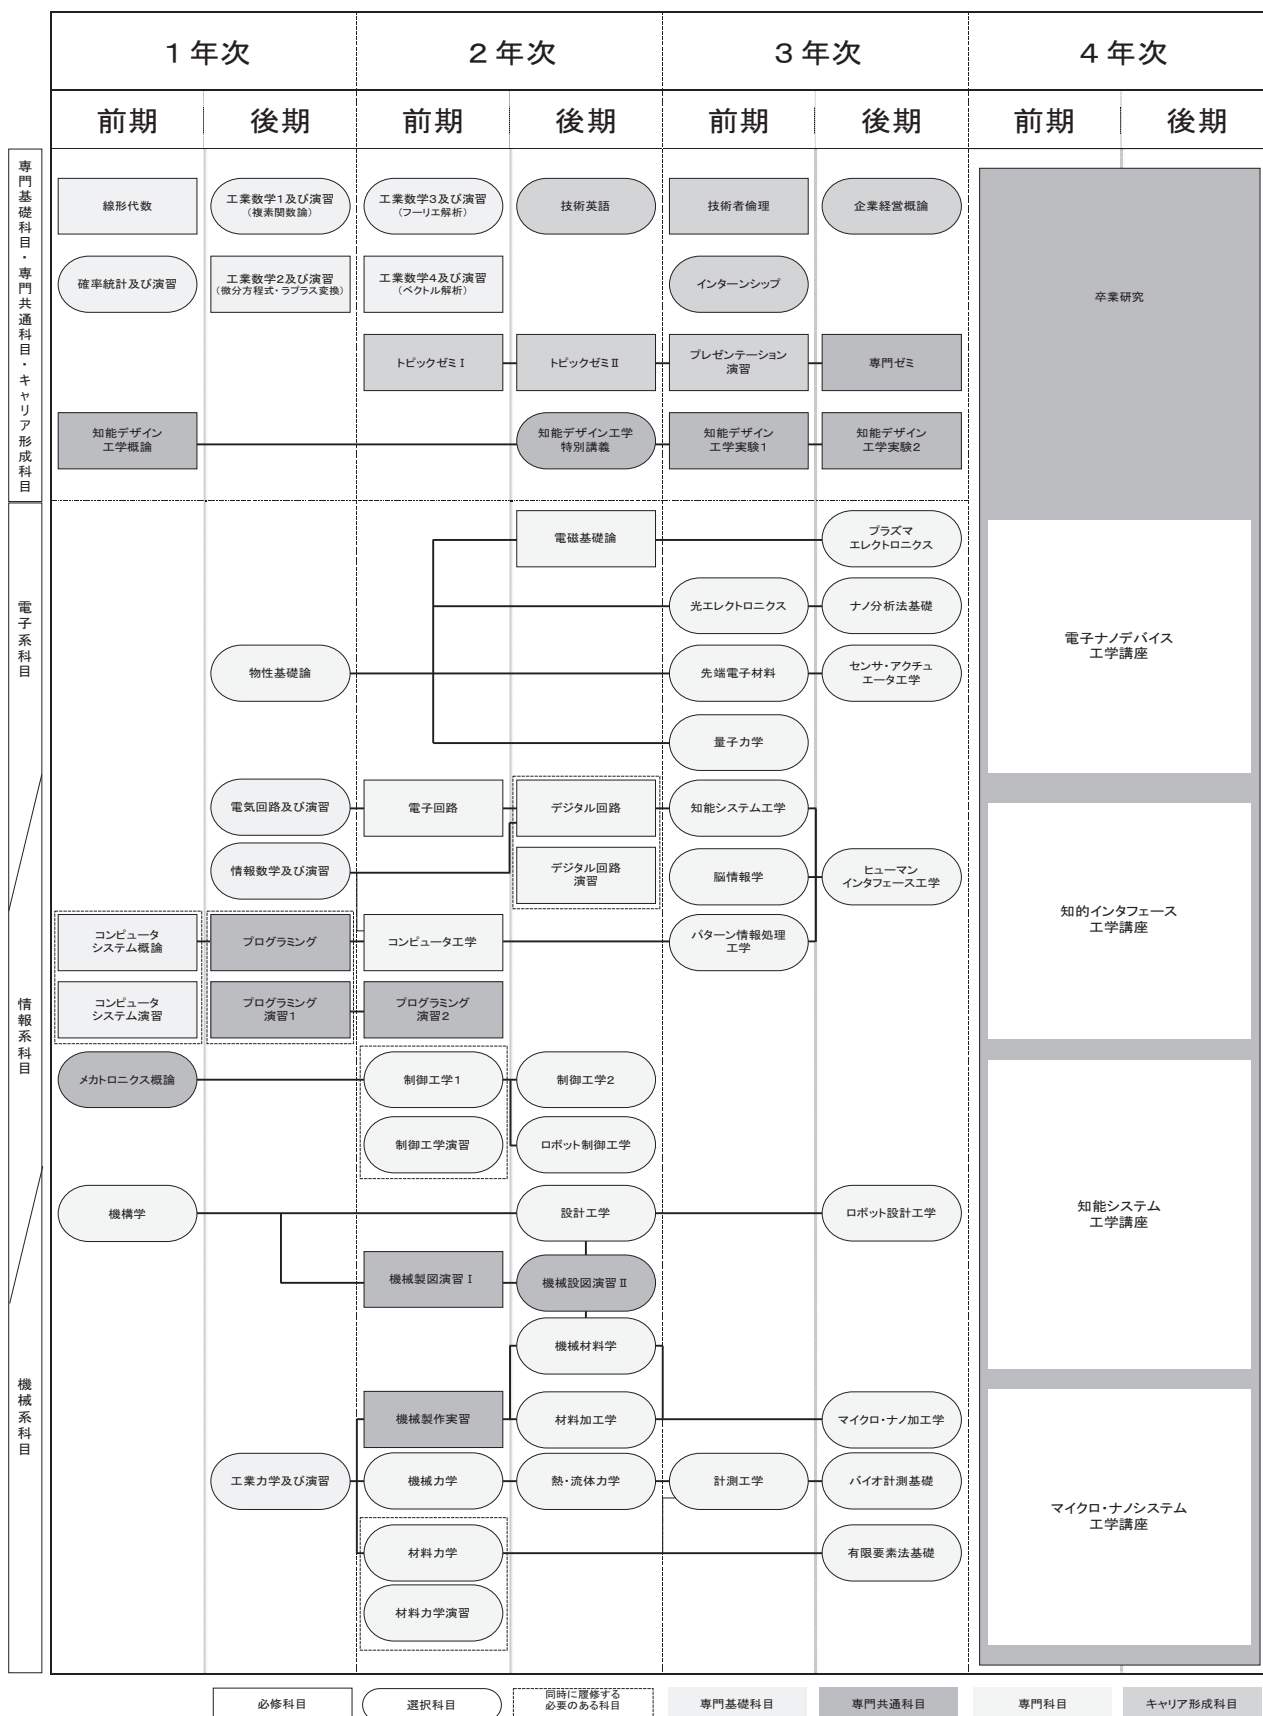 1年次
2年次
3年次
4年次
前期
後期
前期
後期
前期
後期
前期
後期
専門基礎科目・専門共通科目・キャリア形成科目
線形代数
工業数学1及び演習
(複素関数論)
工業数学3及び演習
(フーリエ解析)
技術英語
技術者倫理
企業経営概論
確率統計及び演習
工業数学2及び演習
(微分方程式・ラプラス変換)
工業数学4及び演習
(ベクトル解析)
インターンシップ
卒業研究
トピックゼミⅠ
トピックゼミⅡ
プレゼンテーション
演習
専門ゼミ
知能デザイン
工学概論
知能デザイン工学
特別講義
知能デザイン
工学実験1
知能デザイン
工学実験2
電子系科目
電磁基礎論
プラズマ
エレクトロニクス
光エレクトロニクス
ナノ分析法基礎
電子ナノデバイス
工学講座
物性基礎論
先端電子材料
センサ・アクチュ
エータ工学
量子力学
電気回路及び演習
電子回路
デジタル回路
知能システム工学
情報数学及び演習
デジタル回路
演習
脳情報学
ヒューマン
インタフェース工学
知的インタフェース
工学講座
情報系科目
コンピュータ
システム概論
プログラミング
コンピュータ工学
パターン情報処理
工学
コンピュータ
システム演習
プログラミング
演習1
プログラミング
演習2
メカトロニクス概論
制御工学1
制御工学2
制御工学演習
ロボット制御工学
機構学
設計工学
ロボット設計工学
知能システム
工学講座
機械製図演習Ⅰ
機械設図演習Ⅱ
機械系科目
機械材料学
機械製作実習
材料加工学
マイクロ・ナノ加工学
工業力学及び演習
機械力学
熱・流体力学
計測工学
バイオ計測基礎
マイクロ・ナノシステム
工学講座
材料力学
有限要素法基礎
材料力学演習
必修科目
選択科目
同時に履修する
必要のある科目
専門基礎科目
専門共通科目
専門科目
キャリア形成科目